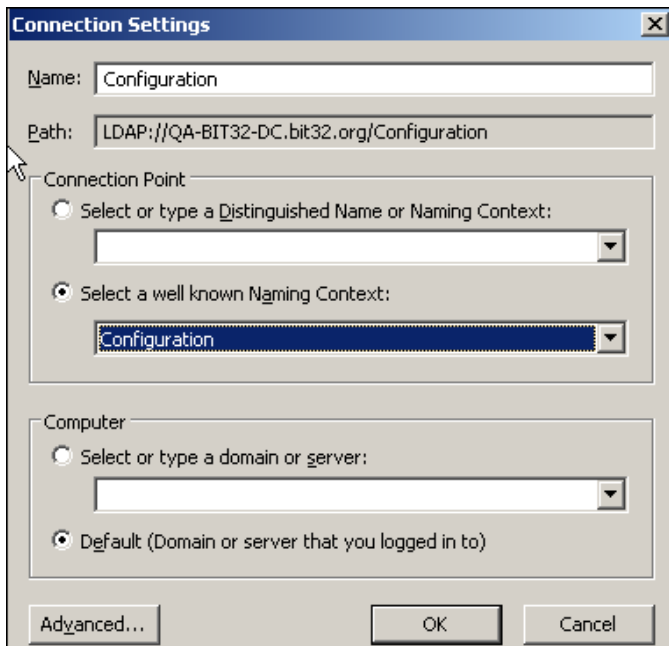 Connection Settings
Name: Configuration
Path: LDAP://QA-BIT32-DC.bit32.org/Configuration
Connection Point
Select or type a Distinguished Name or Naming Context:
Select a well known Naming Context:
Configuration
Computer
Select or type a domain or server:
Default (Domain or server that you logged in to)
Advanced... OK Cancel